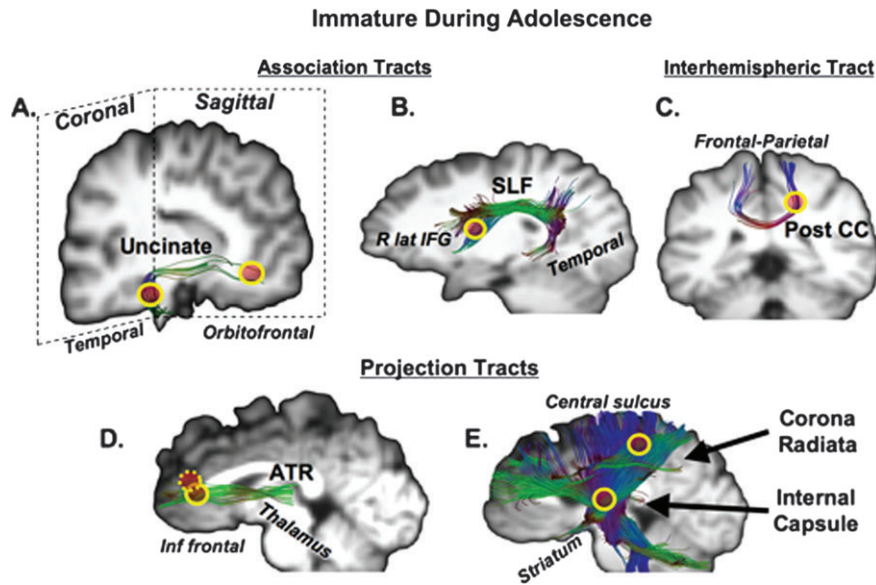 Immature During Adolescence
Association Tracts
Interhemispheric Tract
A.
Coronal
Sagittal
Uncinate
Temporal
Orbitofrontal
B.
SLF
R lat IFG
Temporal
C.
Frontal-Parietal
Post CC
Projection Tracts
D.
ATR
Thalamus
Inf frontal
Central sulcus
E.
Corona
Radiata
Internal
Capsule
Striatum